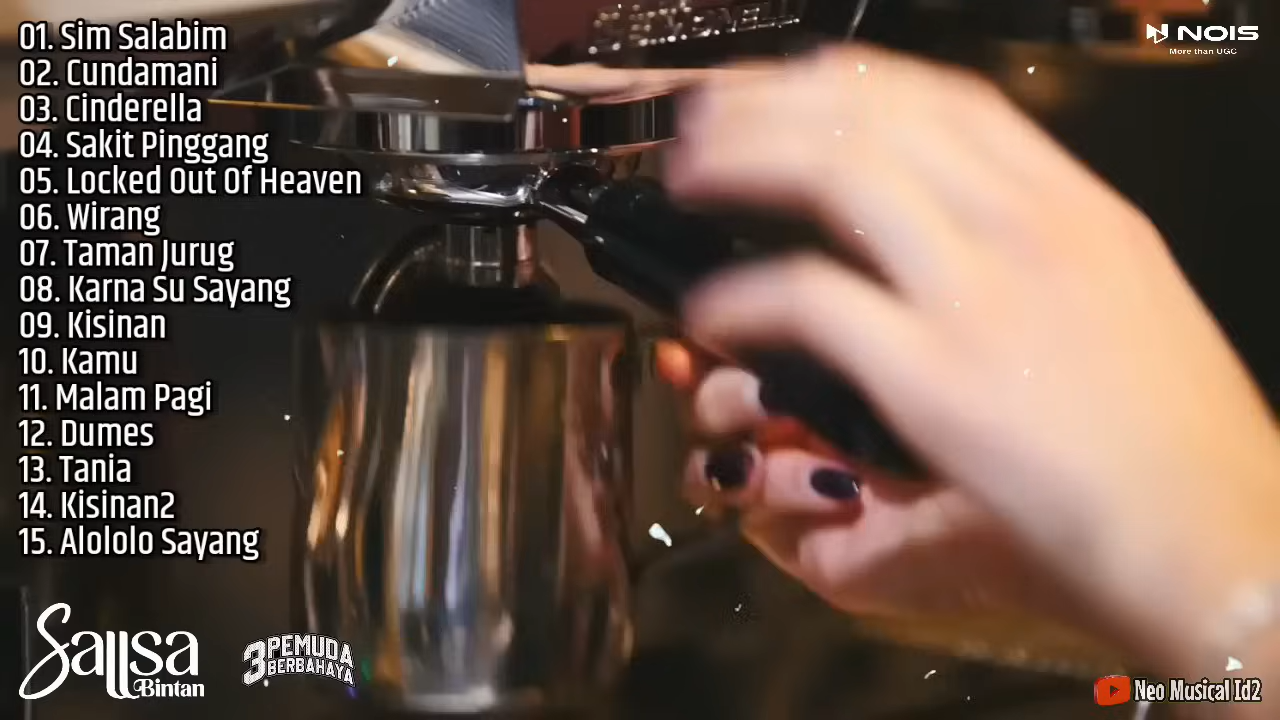 01. Sim Salabim
02. Cundamani
03. Cinderella
04. Sakit Pinggang
05. Locked Out Of Heaven
06. Wirang
07. Taman Jurug
08. Karna Su Sayang
09. Kisinan
10. Kamu
11. Malam Pagi
12. Dumes
13. Tania
14. Kisinan2
15. Alololo Sayang
NOIS
More than UGC
Sallsa
Bintan
3 PEMUDA
BERBAHAYA
Neo Musical Id2